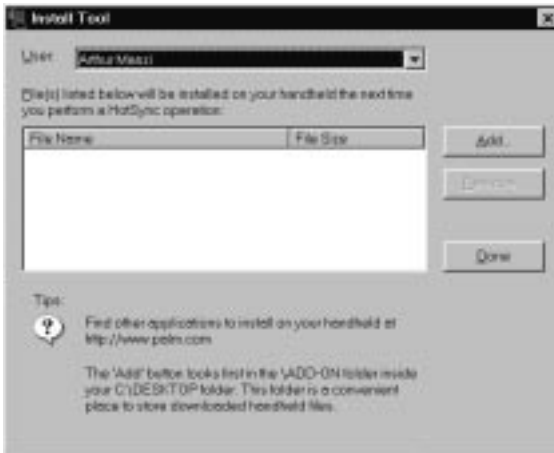 Install Tool
User:
File(s) listed below will be installed on your handheld the next time
you perform a HotSync operation:
File Name File Size
Add...
Remove
Done
Tips:
Find other applications to install on your handheld at
http://www.palm.com
The 'Add' button looks first in the \ADD-ON folder inside
your C:\DESKTOP folder. This folder is a convenient
place to store downloaded handheld files.